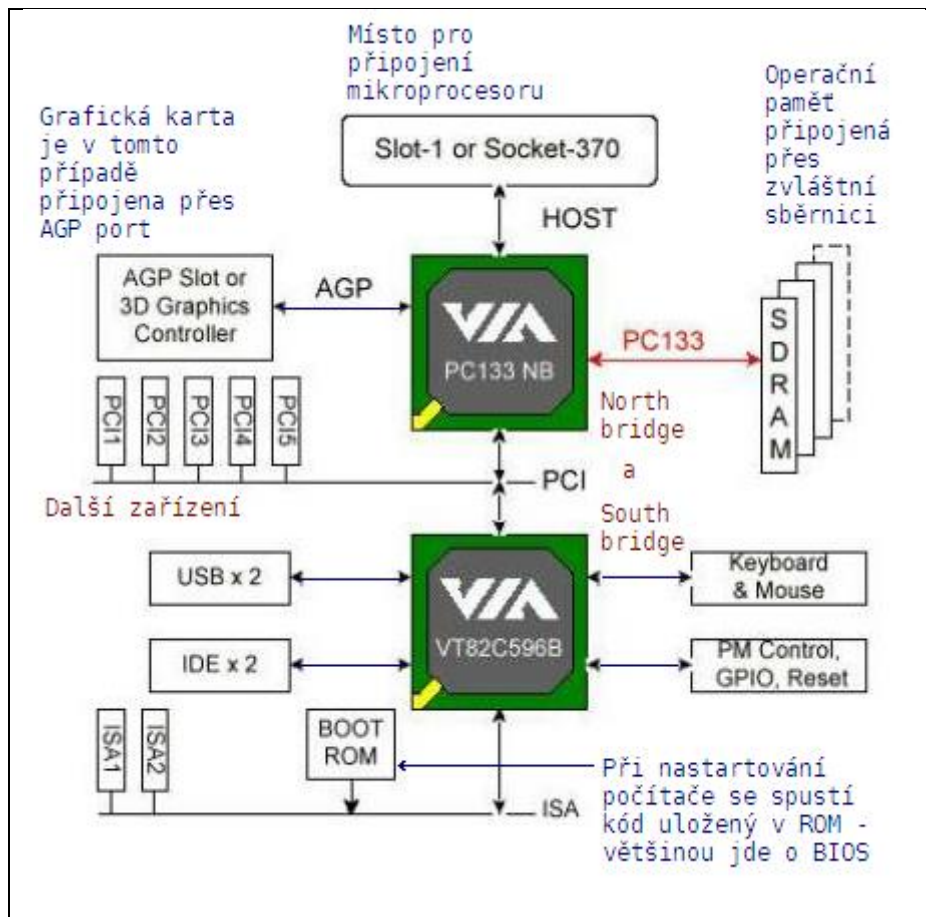 Místo pro
připojení
mikroprocesoru
Operační
paměť
připojená
přes
zvláštní
sběrnici
Grafická karta
je v tomto
případě
připojena přes
AGP port
Slot-1 or Socket-370
HOST
AGP Slot or
3D Graphics
Controller
AGP
VIA
PC133 NB
PC133
SDRAM
PCI1
PCI2
PCI3
PCI4
PCI5
North
bridge
a
South
bridge
PCI
Další zařízení
USB x 2
VIA
VT82C596B
Keyboard
& Mouse
IDE x 2
PM Control,
GPIO, Reset
ISA1
ISA2
BOOT
ROM
ISA
Při nastartování
počítače se spustí
kód uložený v ROM -
většinou jde o BIOS